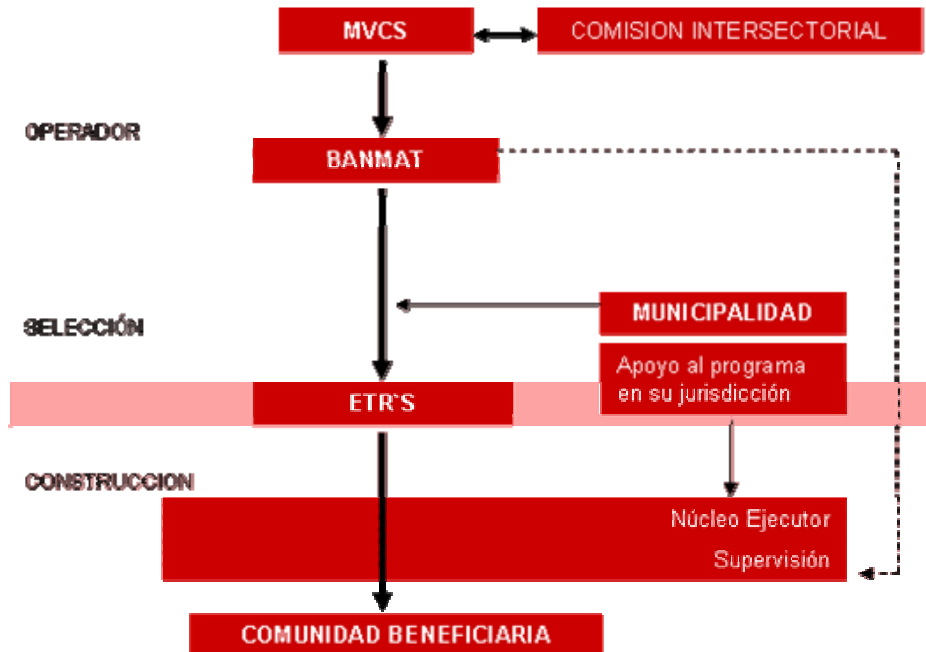 MVCS
COMISION INTERSECTORIAL
OPERADOR
BANMAT
MUNICIPALIDAD
SELECCIÓN
Apoyo al programa
en su jurisdicción
ETR`S
CONSTRUCCION
Núcleo Ejecutor
Supervisión
COMUNIDAD BENEFICIARIA